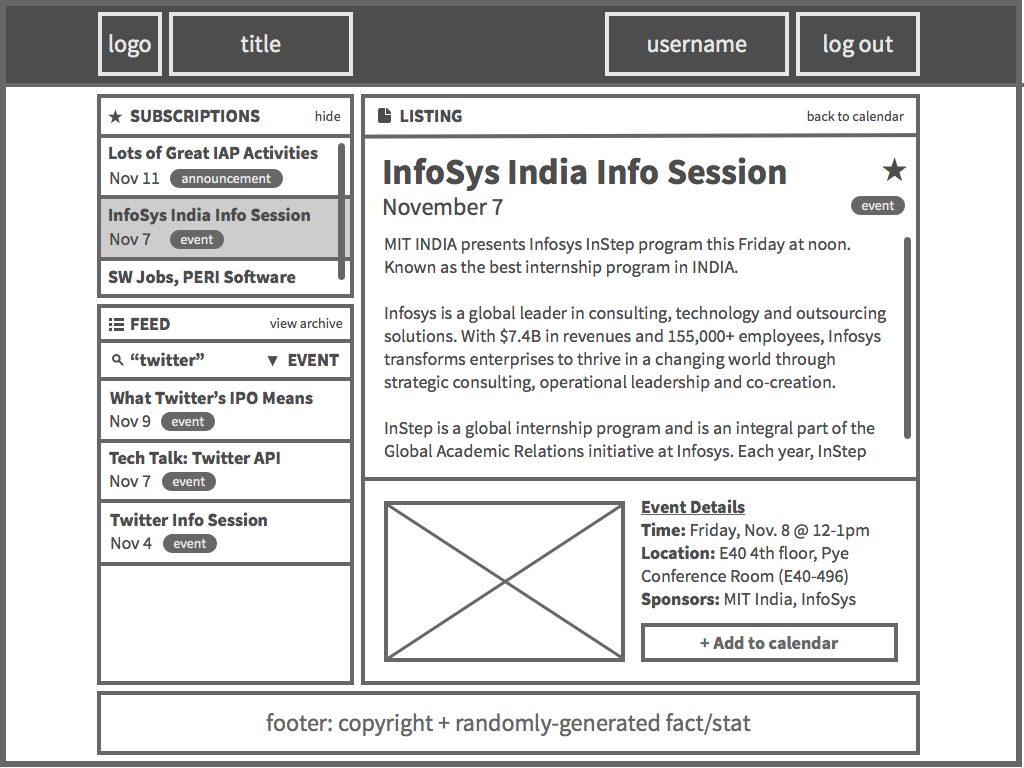 logo
title
username
log out
SUBSCRIPTIONS
hide
Lots of Great IAP Activities
Nov 11 announcement
InfoSys India Info Session
Nov 7 event
SW Jobs, PERI Software
FEED
view archive
“twitter”
▼ EVENT
What Twitter’s IPO Means
Nov 9 event
Tech Talk: Twitter API
Nov 7 event
Twitter Info Session
Nov 4 event
LISTING
back to calendar
InfoSys India Info Session
November 7
event
MIT INDIA presents Infosys InStep program this Friday at noon.
Known as the best internship program in INDIA.
Infosys is a global leader in consulting, technology and outsourcing
solutions. With $7.4B in revenues and 155,000+ employees, Infosys
transforms enterprises to thrive in a changing world through
strategic consulting, operational leadership and co-creation.
InStep is a global internship program and is an integral part of the
Global Academic Relations initiative at Infosys. Each year, InStep
Event Details
Time: Friday, Nov. 8 @ 12-1pm
Location: E40 4th floor, Pye
Conference Room (E40-496)
Sponsors: MIT India, InfoSys
+ Add to calendar
footer: copyright + randomly-generated fact/stat